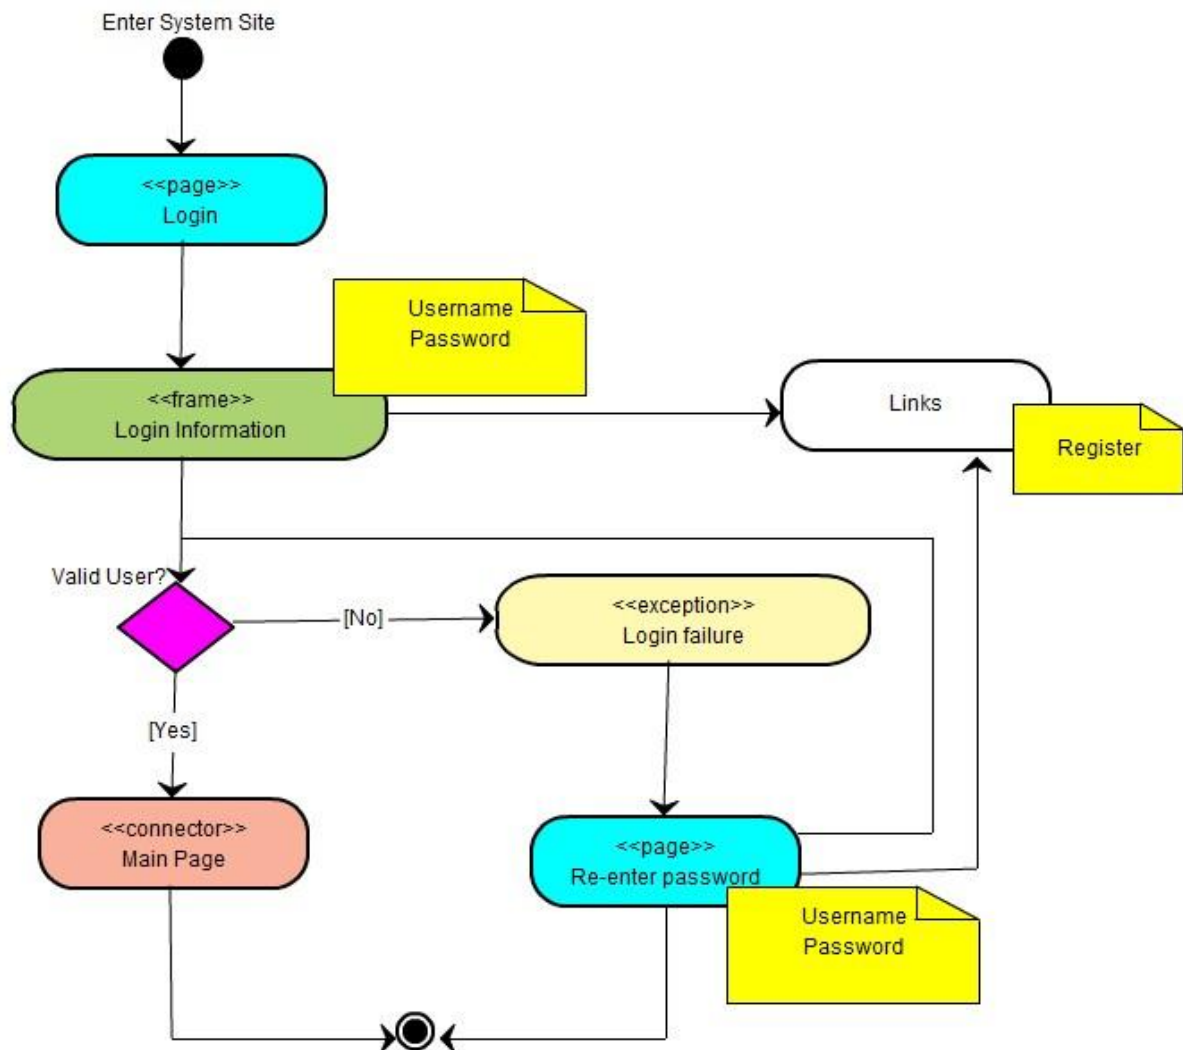 Enter System Site
<<page>>
Login
Username
Password
<<frame>>
Login Information
Links
Register
Valid User?
[No]
<<exception>>
Login failure
[Yes]
<<connector>>
Main Page
<<page>>
Re-enter password
Username
Password